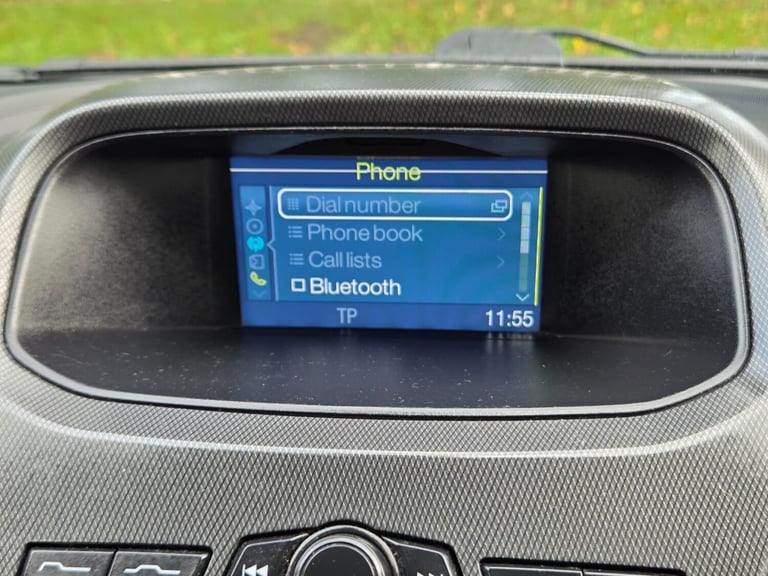 Phone
Dial number
Phone book
Call lists
Bluetooth
TP
11:55